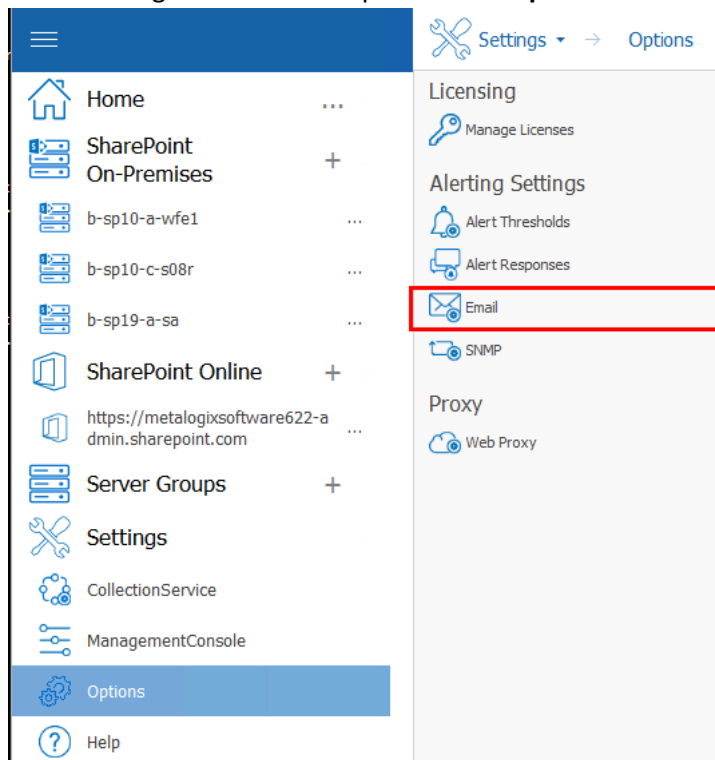 Settings → Options
Home ...
SharePoint
On-Premises +
b-sp10-a-wfe1 ...
b-sp10-c-s08r ...
b-sp19-a-sa ...
SharePoint Online +
https://metalogixsoftware622-a
dmin.sharepoint.com ...
Server Groups +
Settings
CollectionService
ManagementConsole
Options
Help
Licensing
Manage Licenses
Alerting Settings
Alert Thresholds
Alert Responses
Email
SNMP
Proxy
Web Proxy